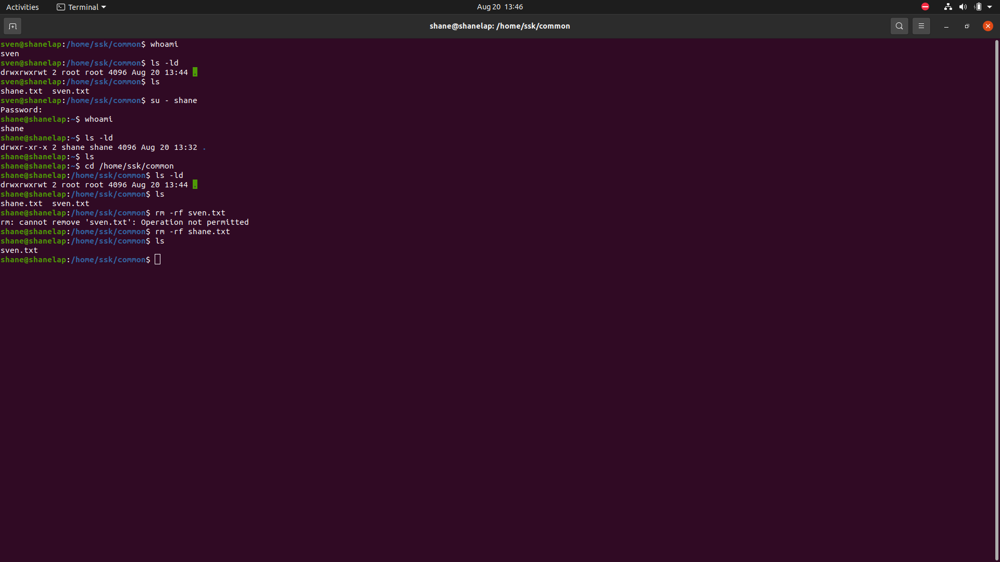 Activities Terminal Aug 20 13:46
shane@shanelap: /home/ssk/common
sven@shanelap:/home/ssk/common$ whoami
sven
sven@shanelap:/home/ssk/common$ ls -ld
drwxrwxrwt 2 root root 4096 Aug 20 13:44 .
sven@shanelap:/home/ssk/common$ ls
shane.txt  sven.txt
sven@shanelap:/home/ssk/common$ su - shane
Password:
shane@shanelap:~$ whoami
shane
shane@shanelap:~$ ls -ld
drwxr-xr-x 2 shane shane 4096 Aug 20 13:32 .
shane@shanelap:~$ ls
shane@shanelap:~$ cd /home/ssk/common
shane@shanelap:/home/ssk/common$ ls -ld
drwxrwxrwt 2 root root 4096 Aug 20 13:44 .
shane@shanelap:/home/ssk/common$ ls
shane.txt  sven.txt
shane@shanelap:/home/ssk/common$ rm -rf sven.txt
rm: cannot remove 'sven.txt': Operation not permitted
shane@shanelap:/home/ssk/common$ rm -rf shane.txt
shane@shanelap:/home/ssk/common$ ls
sven.txt
shane@shanelap:/home/ssk/common$